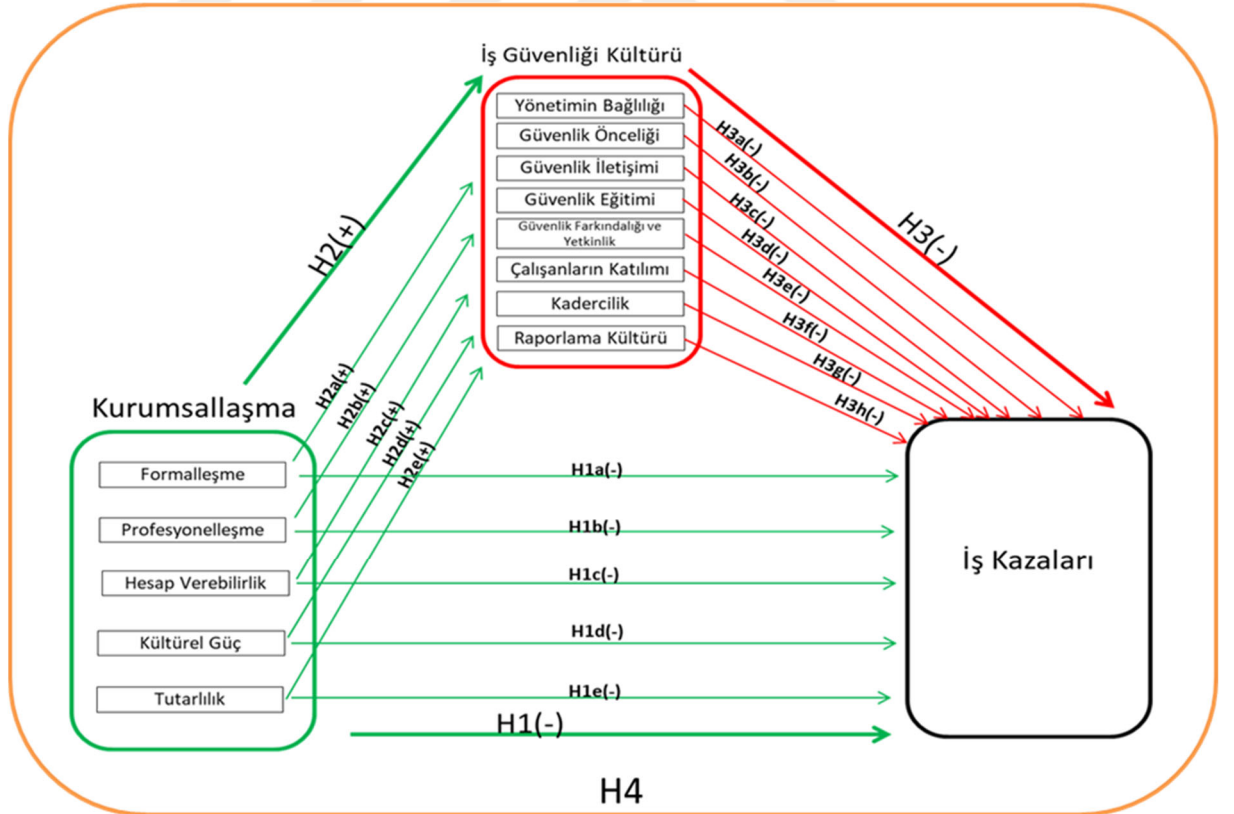 İş Güvenliği Kültürü
Yönetimin Bağlılığı
Güvenlik Önceliği
Güvenlik İletişimi
Güvenlik Eğitimi
Güvenlik Farkındalığı ve
Yetkinlik
Çalışanların Katılımı
Kadercilik
Raporlama Kültürü
H2(+)
H3(-)
H3a(-)
H3b(-)
H3c(-)
H3d(-)
H3e(-)
H3f(-)
H3g(-)
H3h(-)
H2a(+)
H2b(+)
H2c(+)
H2d(+)
H2e(+)
Kurumsallaşma
Formalleşme
Profesyonelleşme
Hesap Verebilirlik
Kültürel Güç
Tutarlılık
H1a(-)
H1b(-)
H1c(-)
H1d(-)
H1e(-)
H1(-)
İş Kazaları
H4